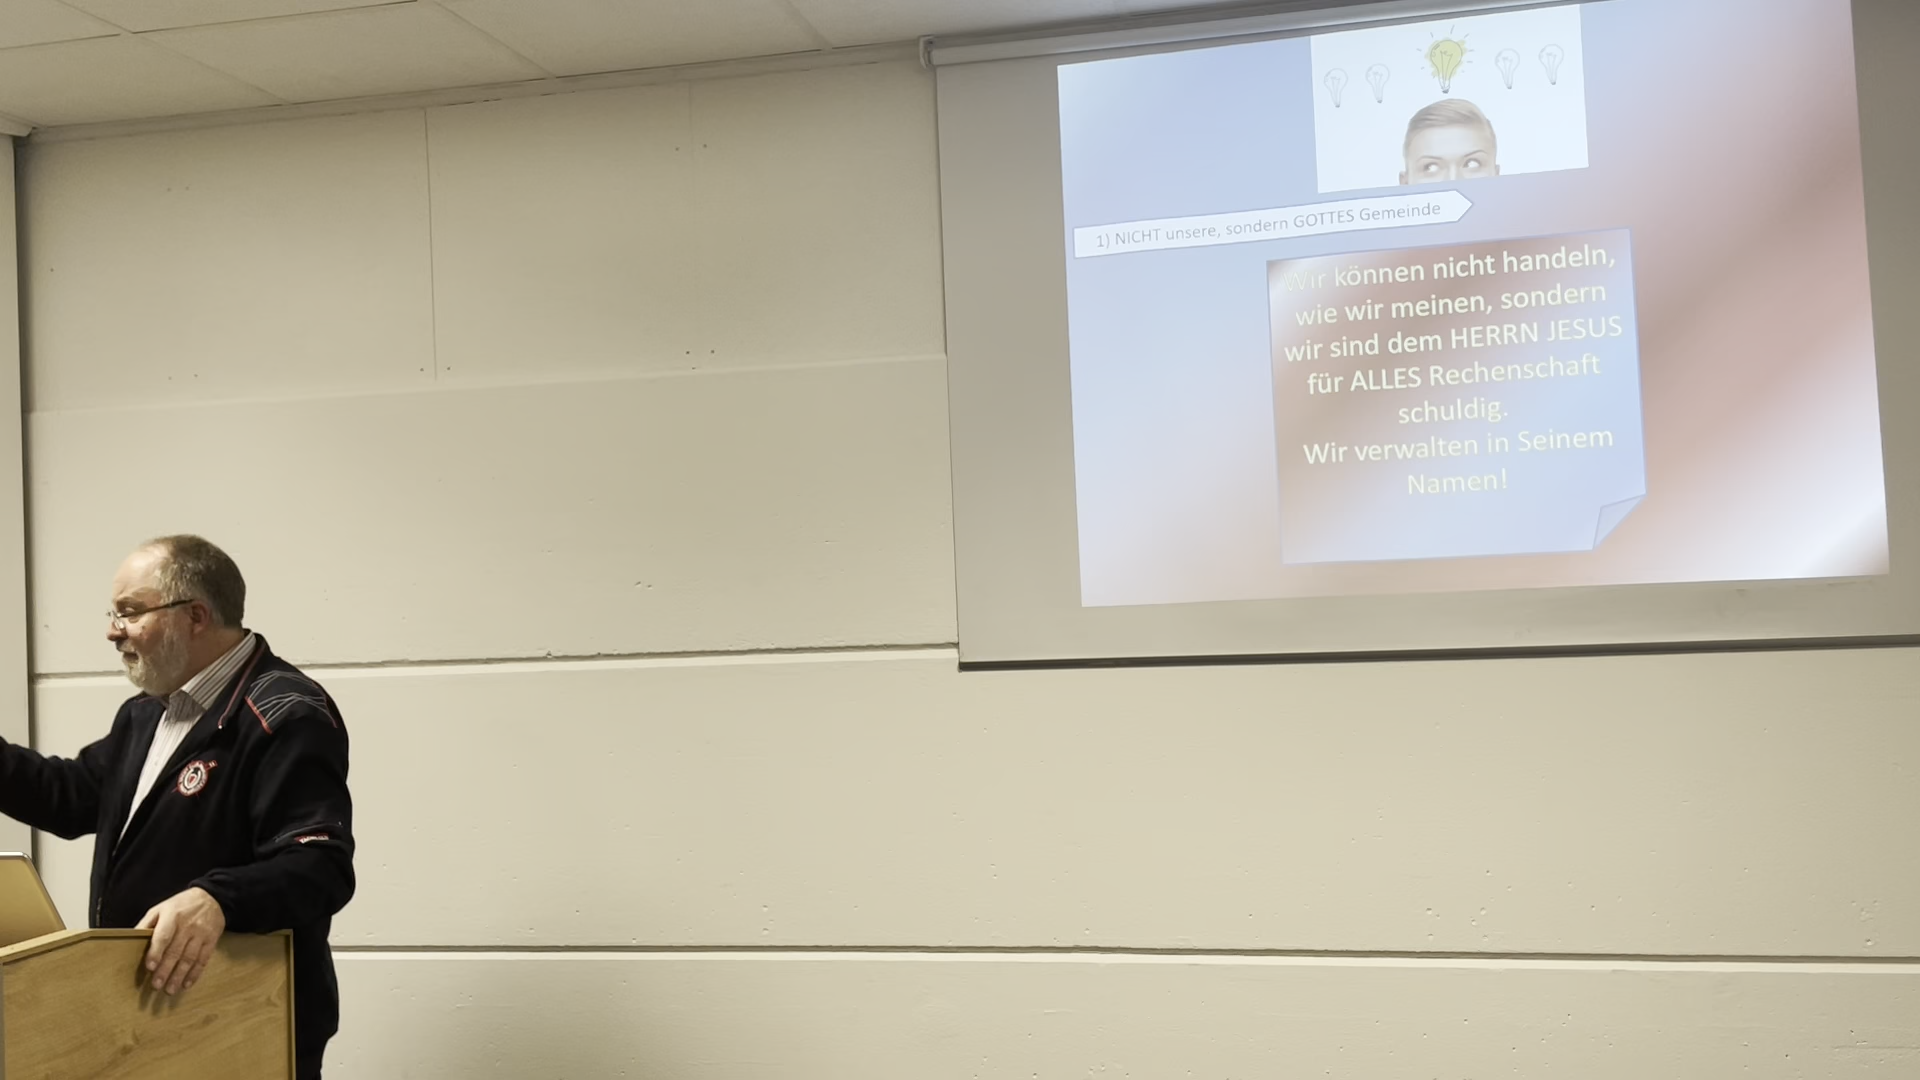 1) NICHT unsere, sondern GOTTES Gemeinde
Wir können nicht handeln,
wie wir meinen, sondern
wir sind dem HERRN JESUS
für ALLES Rechenschaft
schuldig.
Wir verwalten in Seinem
Namen!